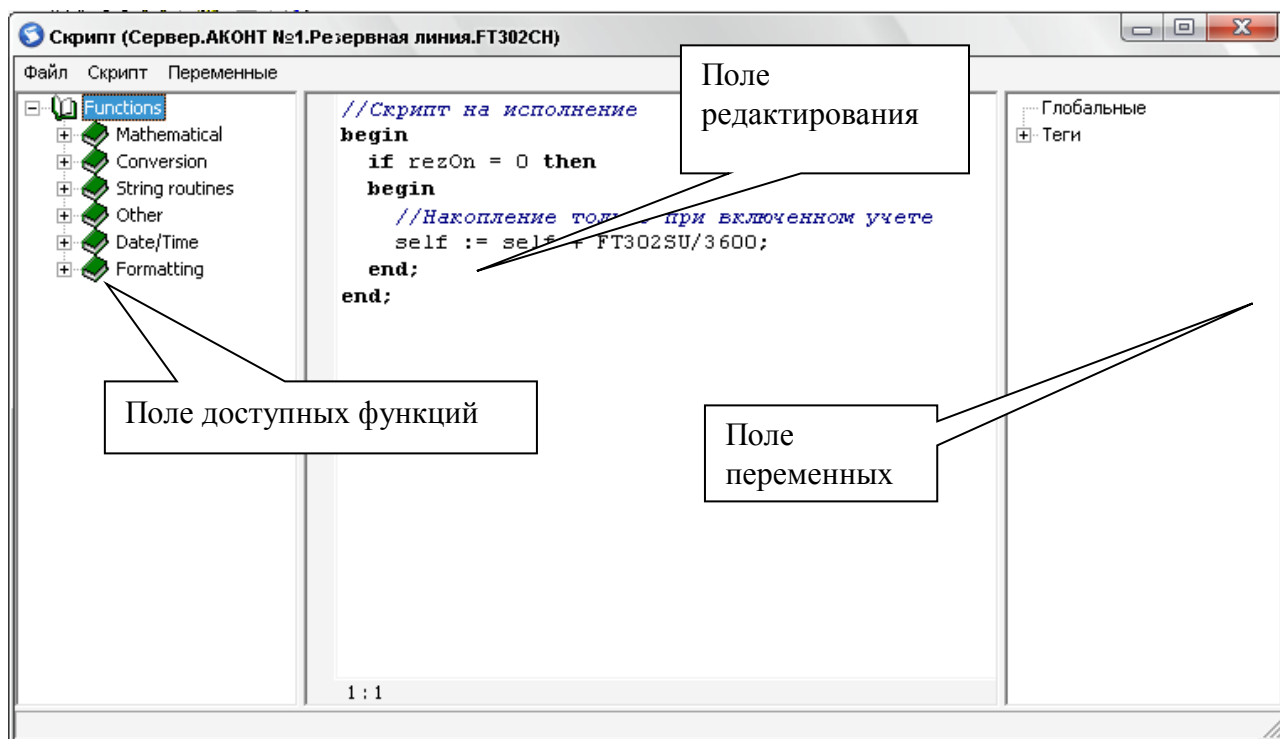 Скрипт (Сервер.АКОНТ №1.Резервная линия.FT302CH)
Файл Скрипт Переменные
Functions
Mathematical
Conversion
String routines
Other
Date/Time
Formatting
//Скрипт на исполнение
begin
if rezOn = 0 then
begin
//Накопление только при включенном учете
self := self + FT302SU/3600;
end;
end;
1:1
Глобальные
Теги
Поле
редактирования
Поле доступных функций
Поле
переменных